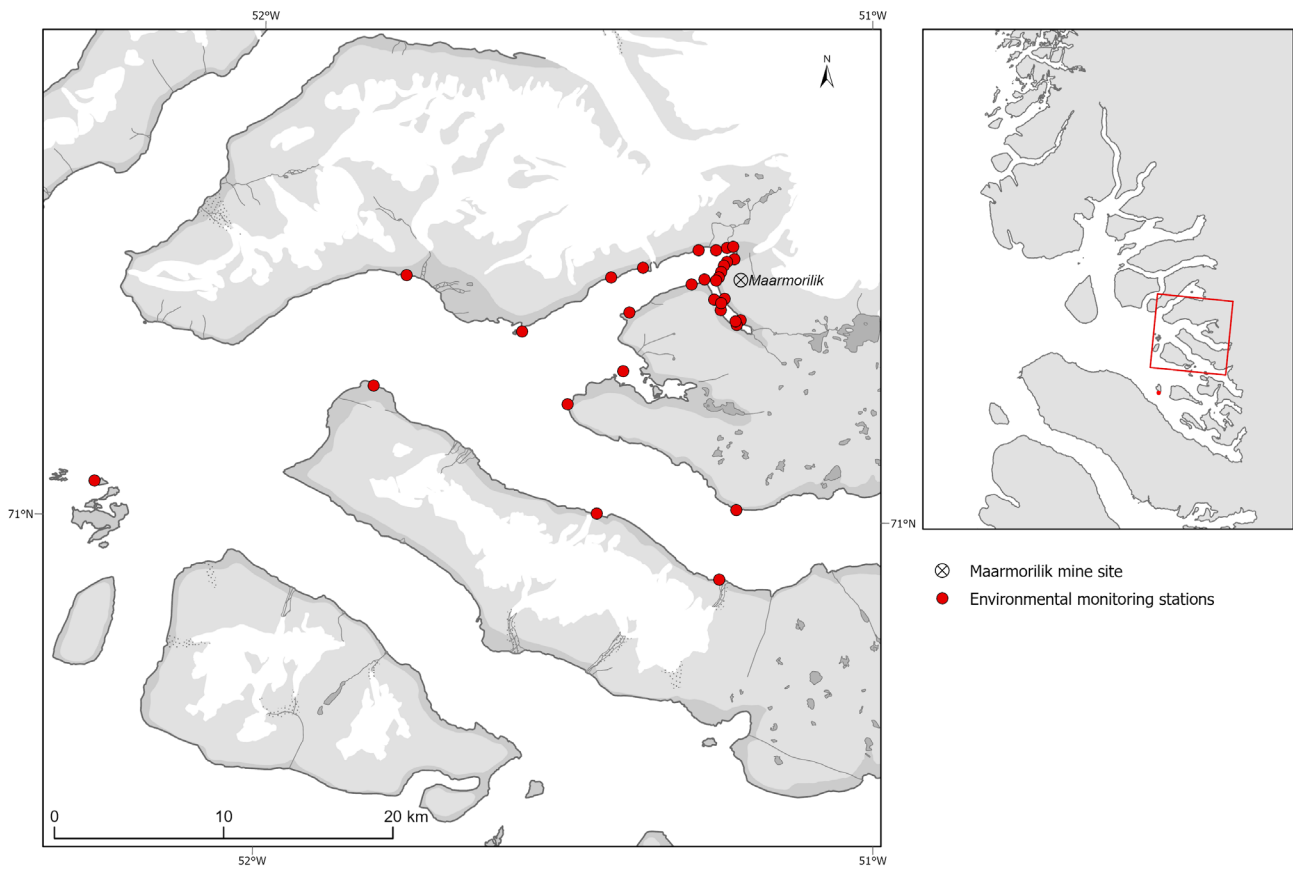 52°W
51°W
N
Maarmorilik
71°N
71°N
Maarmorilik mine site
Environmental monitoring stations
0
10
20 km
52°W
51°W